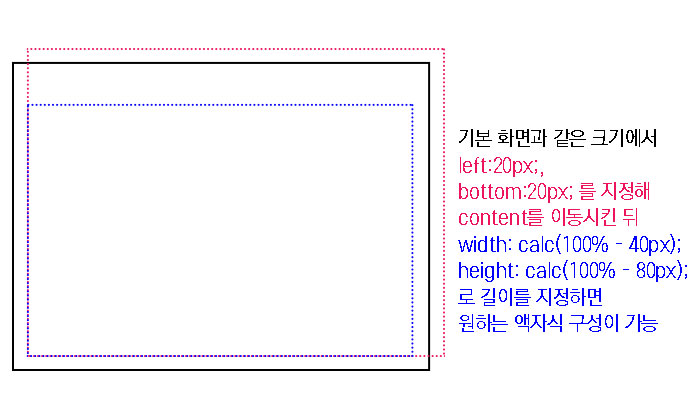 기본 화면과 같은 크기에서
left:20px;,
bottom:20px; 를 지정해
content를 이동시킨 뒤
width: calc(100% - 40px);
height: calc(100% - 80px);
로 길이를 지정하면
원하는 액자식 구성이 가능